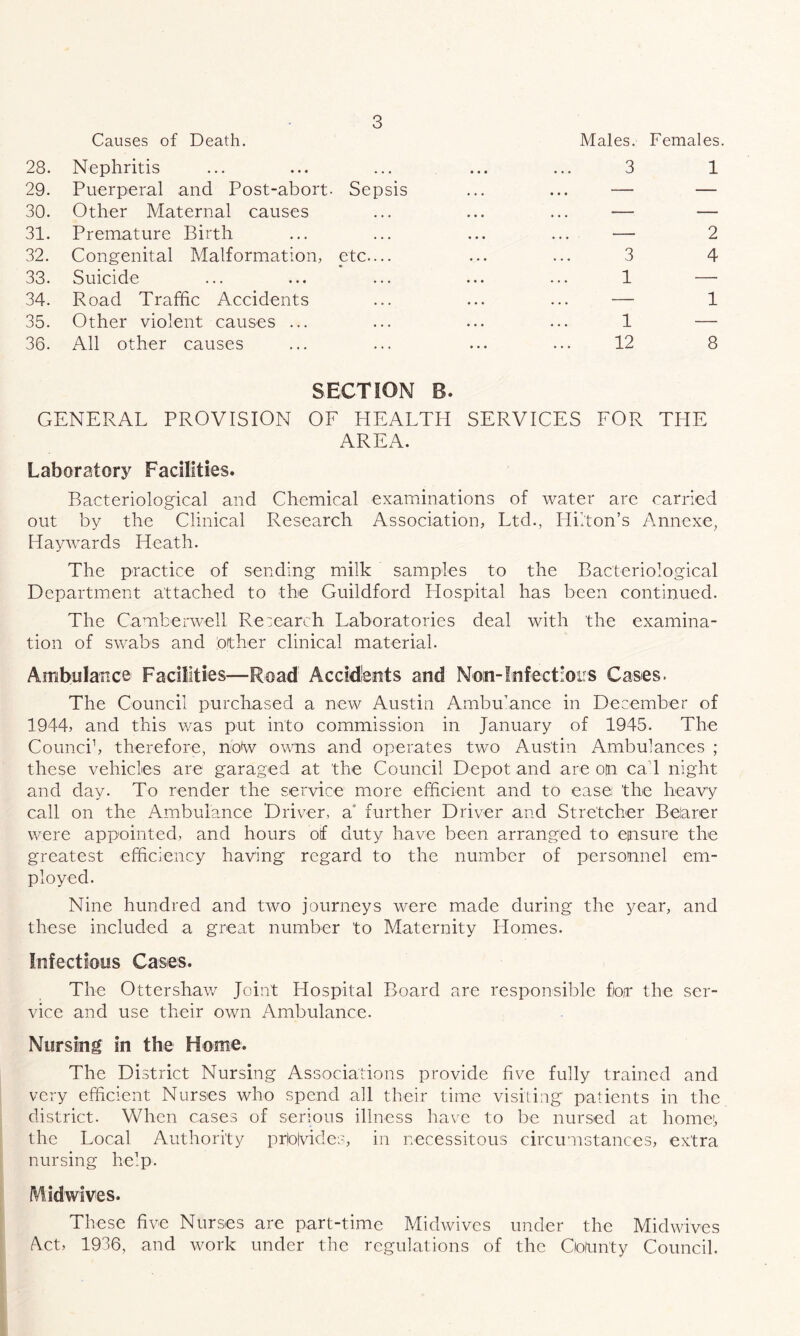 3
Causes of Death. Males. Females.
28. Nephritis ... ... ... ... ... 3 1
29. Puerperal and Post-abort. Sepsis ... ... — —
30. Other Maternal causes ... ... ... — —
31. Premature Birth ... ... ... ... — 2
32. Congenital Malformation, etc.... ... ... 3 4
33. Suicide ... ... ... ... ... 1 —
34. Road Traffic Accidents ... ... ... — 1
35. Other violent causes ... ... ... ... 1 —
36. All other causes ... ... ... ... 12 8
SECTION B.
GENERAL PROVISION OF HEALTH SERVICES FOR THE
AREA.
Laboratory Facilities.
Bacteriological and Chemical examinations of water are carried
out by the Clinical Research Association, Ltd., Hilton's Annexe,
Haywards Heath.
The practice of sending milk samples to the Bacteriological
Department attached to the Guildford Hospital has been continued.
The Camberwell Research Laboratories deal with the examina-
tion of swabs and other clinical material.
Ambulance Facilities—Road Accidents and Non-Infectious Cases.
The Council purchased a new Austin Ambulance in December of
1944, and this was put into commission in January of 1945. The
Council, therefore, now owns and operates two Austin Ambulances ;
these vehicles are garaged at the Council Depot and are on call night
and day. To render the service more efficient and to ease the heavy
call on the Ambulance Driver, a further Driver and Stretcher Bearer
were appointed, and hours of duty have been arranged to ensure the
greatest efficiency having regard to the number of personnel em-
ployed.
Nine hundred and two journeys were made during the year, and
these included a great number to Maternity Homes.
Infectious Cases.
The Ottershaw Joint Hospital Board are responsible for the ser-
vice and use their own Ambulance.
Nursing in the Home.
The District Nursing Associations provide five fully trained and
very efficient Nurses who spend all their time visiting patients in the
district. When cases of serious illness have to be nursed at home,
the Local Authority provides, in necessitous circumstances, extra
nursing help.
Midwives.
These five Nurses are part-time Midwives under the Midwives
Act, 1936, and work under the regulations of the County Council.